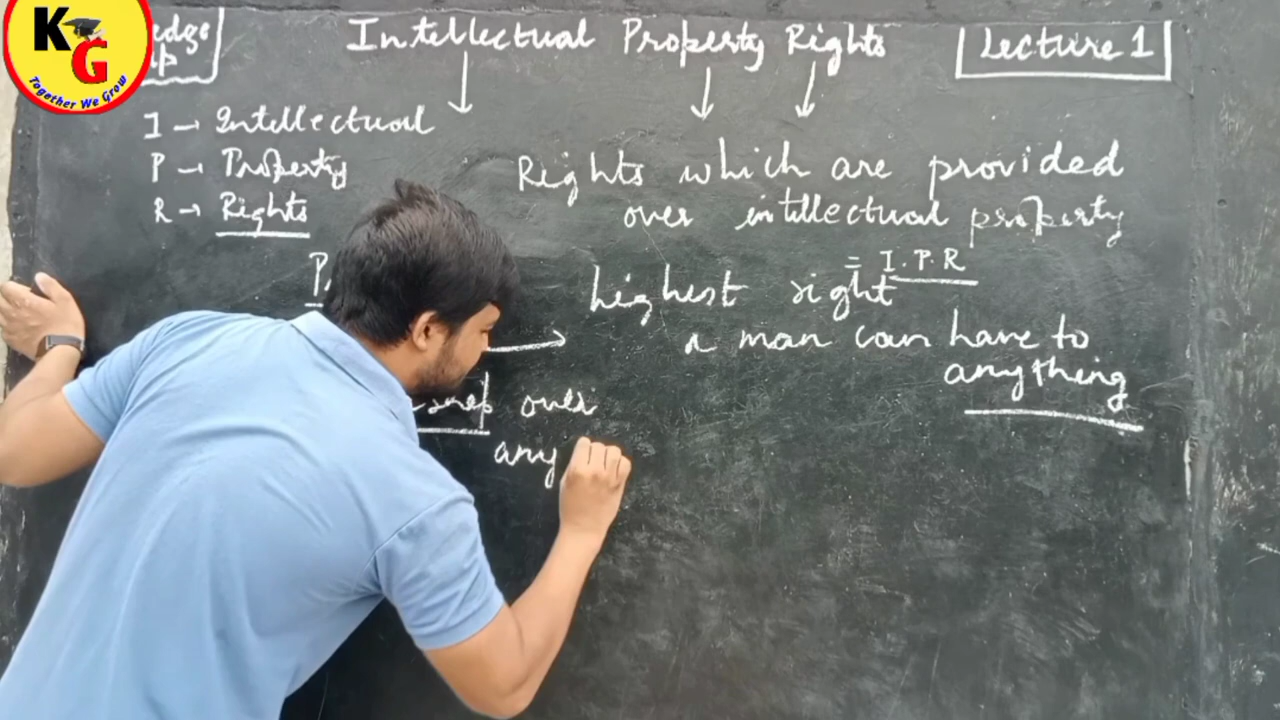 KG
Together We Grow
Intellectual Property Rights
Lecture 1
I → Intellectual
P → Property
R → Rights
Rights which are provided
over intellectual property
= I.P.R
highest right
a man can have to
anything
over
any